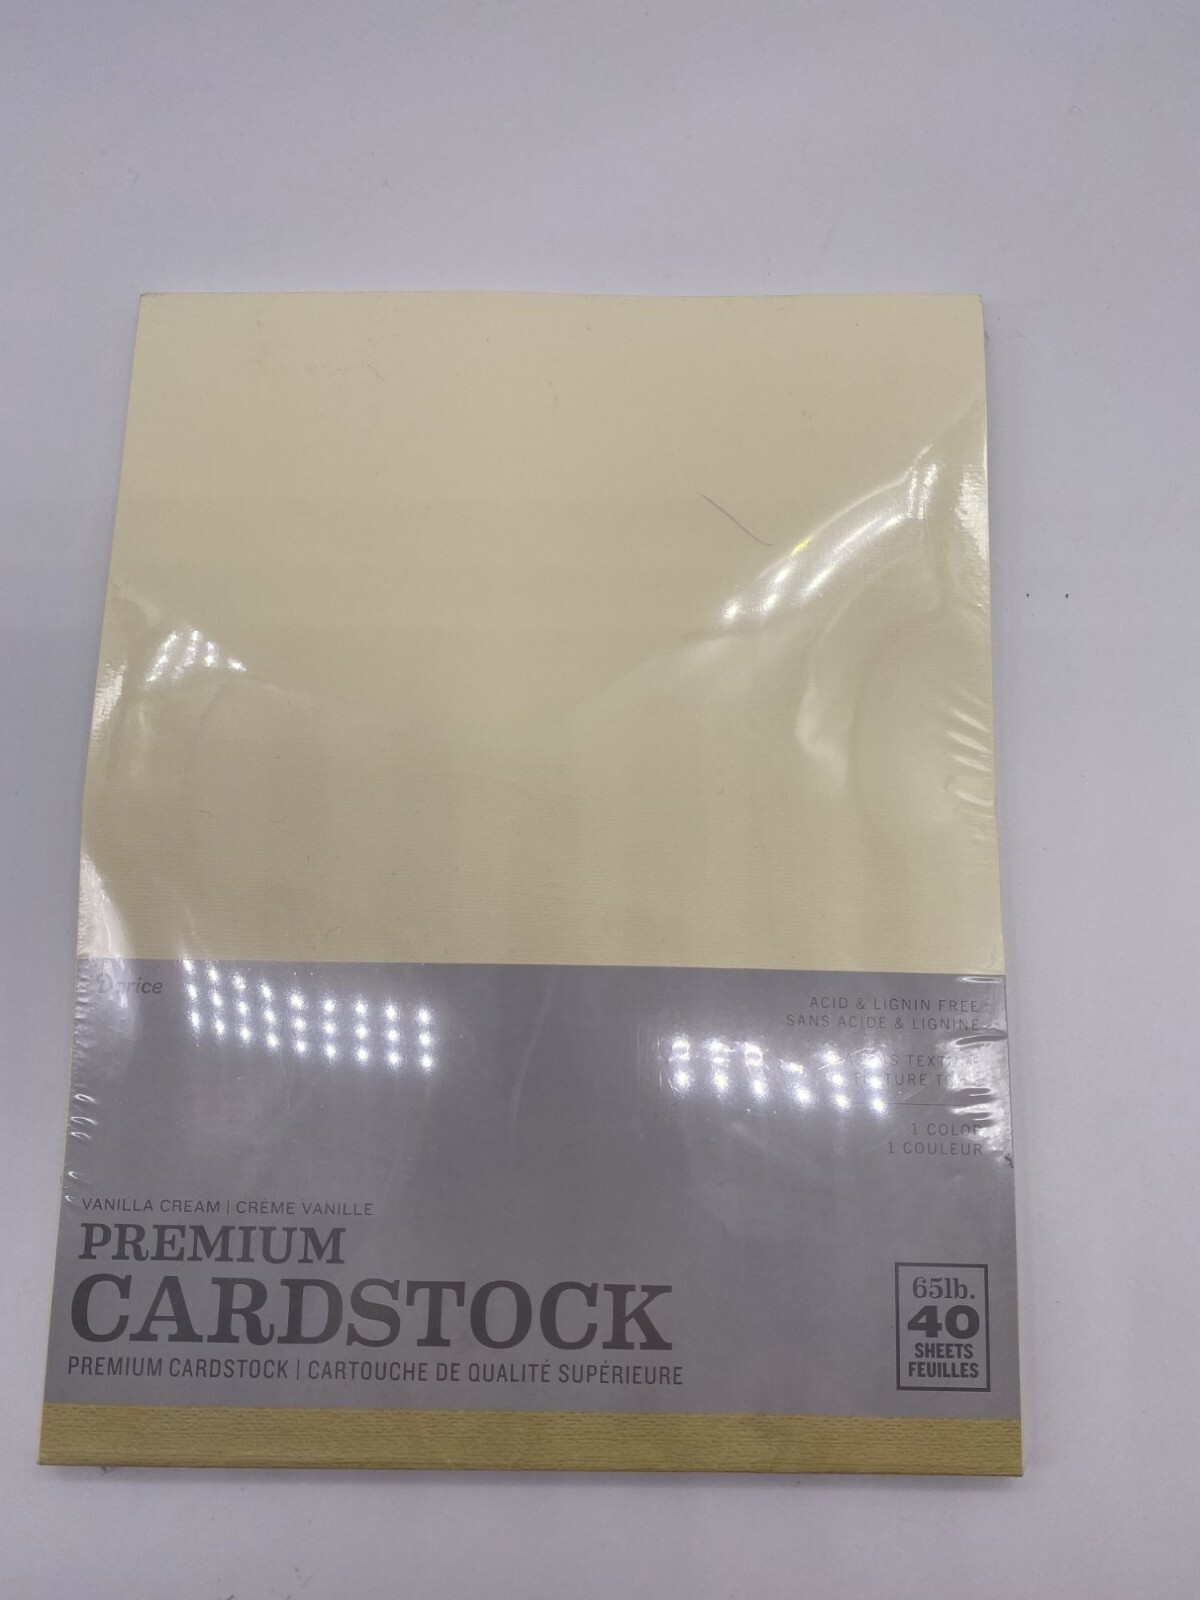 Darice
ACID & LIGNIN FREE
SANS ACIDE & LIGNINE
1 COLOR
1 COULEUR
VANILLA CREAM | CRÈME VANILLE
PREMIUM
CARDSTOCK
PREMIUM CARDSTOCK | CARTOUCHE DE QUALITÉ SUPÉRIEURE
65lb.
40
SHEETS
FEUILLES